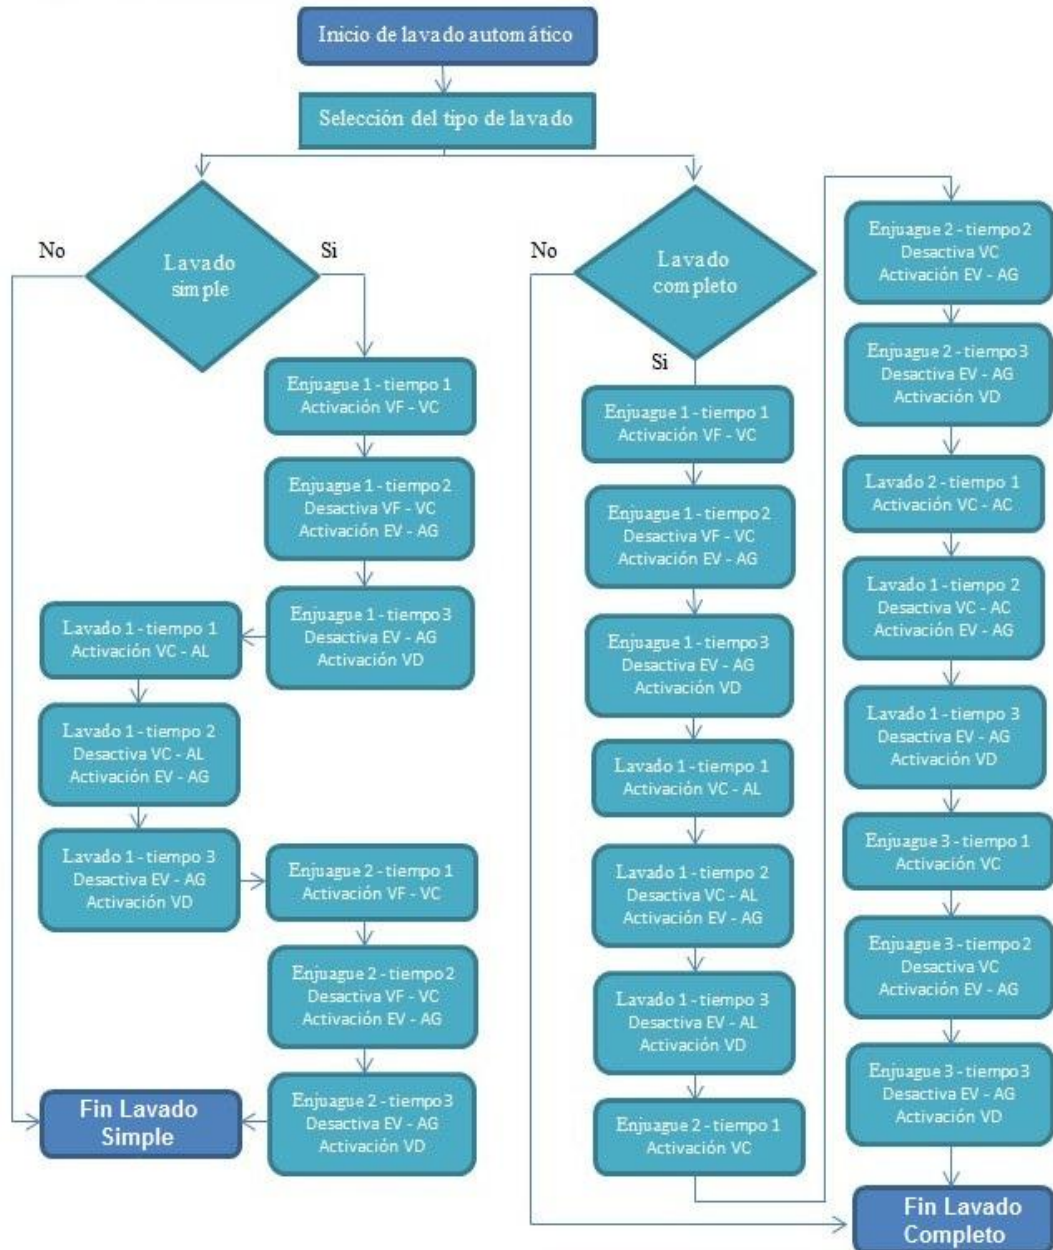 Inicio de lavado automático
Selección del tipo de lavado
No
Lavado
simple
Si
Enjuague 1 - tiempo 1
Activación VF - VC
Enjuague 1 - tiempo 2
Desactiva VF - VC
Activación EV - AG
Enjuague 1 - tiempo 3
Desactiva EV - AG
Activación VD
Lavado 1 - tiempo 1
Activación VC - AL
Lavado 1 - tiempo 2
Desactiva VC - AL
Activación EV - AG
Lavado 1 - tiempo 3
Desactiva EV - AG
Activación VD
Enjuague 2 - tiempo 1
Activación VF - VC
Enjuague 2 - tiempo 2
Desactiva VF - VC
Activación EV - AG
Enjuague 2 - tiempo 3
Desactiva EV - AG
Activación VD
Fin Lavado
Simple
No
Lavado
completo
Si
Enjuague 1 - tiempo 1
Activación VF - VC
Enjuague 1 - tiempo 2
Desactiva VF - VC
Activación EV - AG
Enjuague 1 - tiempo 3
Desactiva EV - AG
Activación VD
Lavado 1 - tiempo 1
Activación VC - AL
Lavado 1 - tiempo 2
Desactiva VC - AL
Activación EV - AG
Lavado 1 - tiempo 3
Desactiva EV - AL
Activación VD
Enjuague 2 - tiempo 1
Activación VC
Enjuague 2 - tiempo 2
Desactiva VC
Activación EV - AG
Enjuague 2 - tiempo 3
Desactiva EV - AG
Activación VD
Lavado 2 - tiempo 1
Activación VC - AC
Lavado 1 - tiempo 2
Desactiva VC - AC
Activación EV - AG
Lavado 1 - tiempo 3
Desactiva EV - AG
Activación VD
Enjuague 3 - tiempo 1
Activación VC
Enjuague 3 - tiempo 2
Desactiva VC
Activación EV - AG
Enjuague 3 - tiempo 3
Desactiva EV - AG
Activación VD
Fin Lavado
Completo